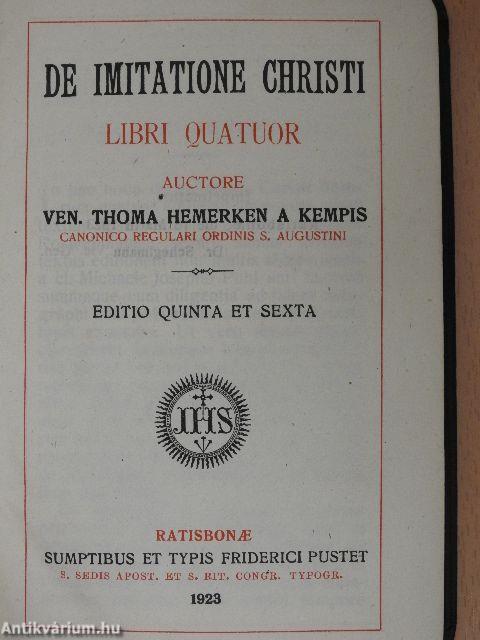 DE IMITATIONE CHRISTI
LIBRI QUATUOR
AUCTORE
VEN. THOMA HEMERKEN A KEMPIS
CANONICO REGULARI ORDINIS S. AUGUSTINI
EDITIO QUINTA ET SEXTA
IHS
RATISBONÆ
SUMPTIBUS ET TYPIS FRIDERICI PUSTET
S. SEDIS APOST. ET S. RIT. CONGR. TYPOGR.
1923
Antikvárium.hu